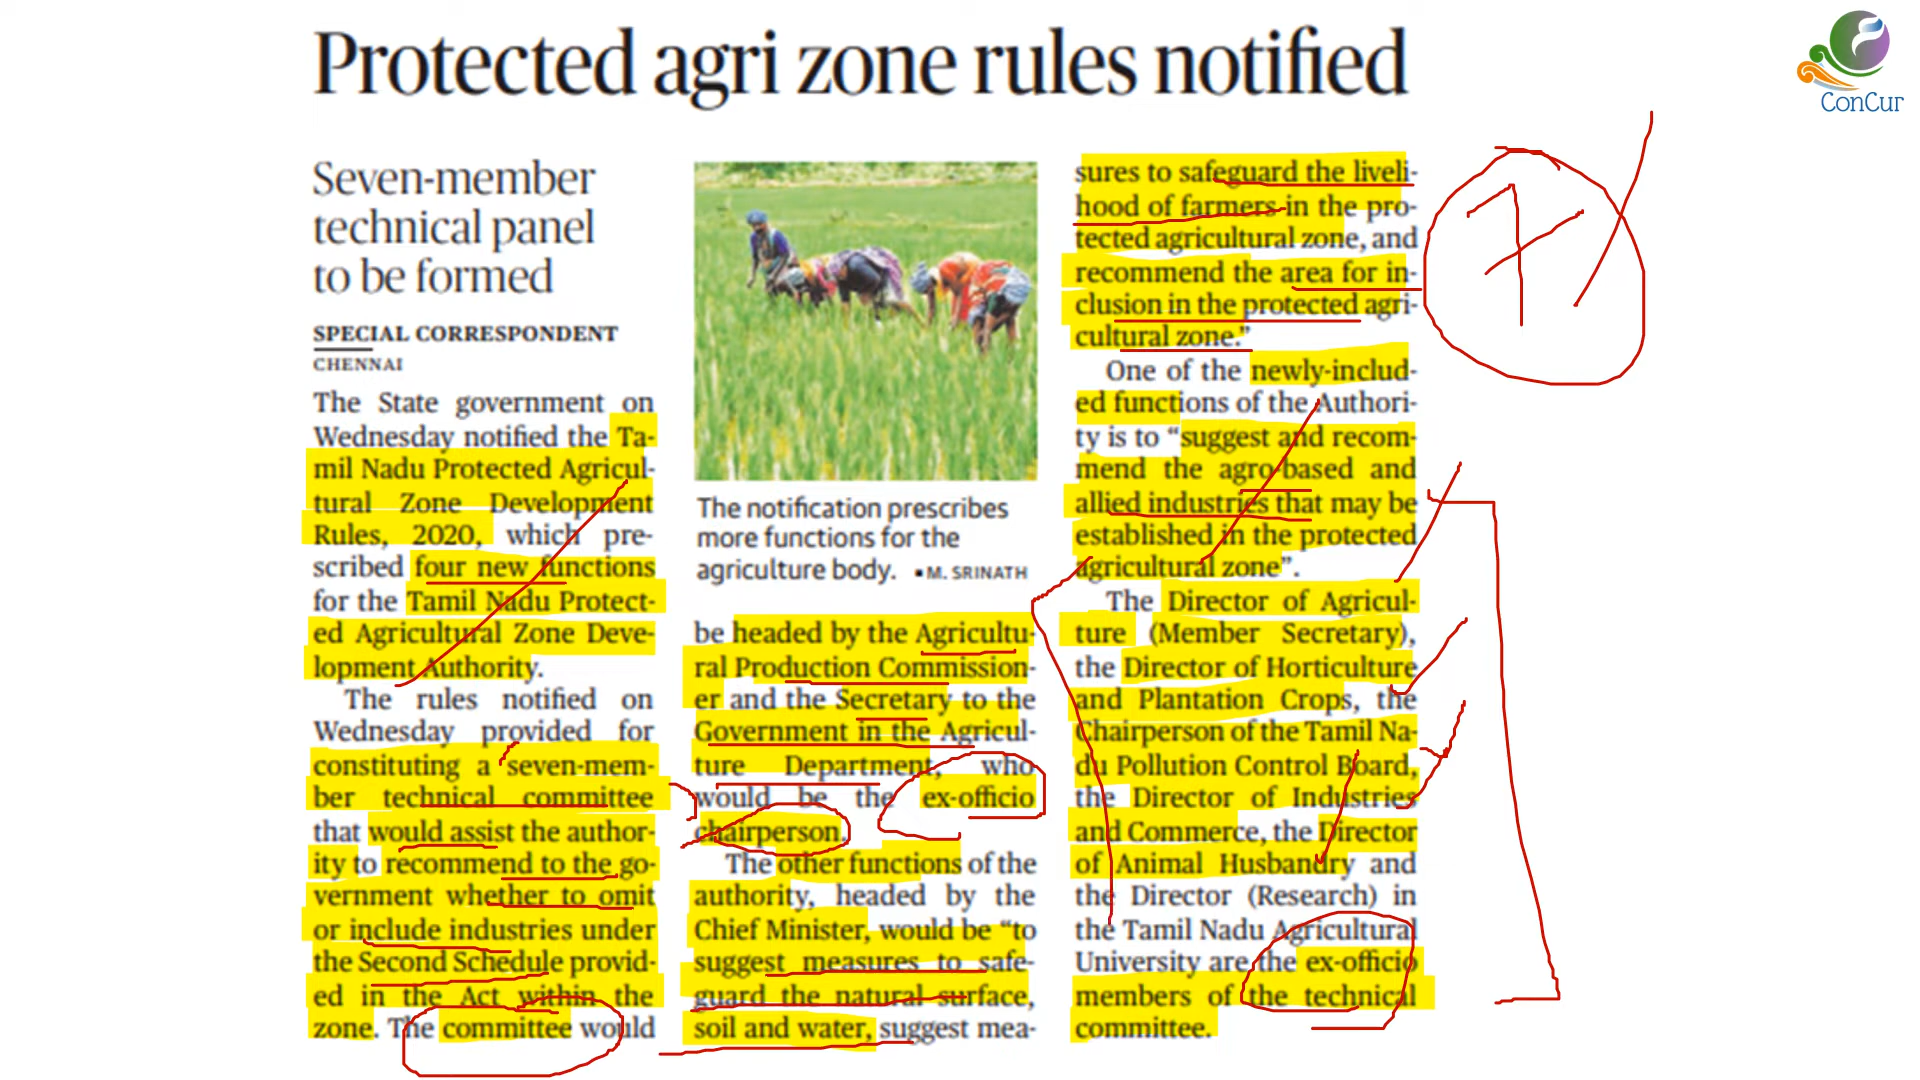 Protected agri zone rules notified
ConCur
Seven-member
technical panel
to be formed
SPECIAL CORRESPONDENT
CHENNAI
The State government on
Wednesday notified the Ta-
mil Nadu Protected Agricul-
tural Zone Development
Rules, 2020, which pre-
scribed four new functions
for the Tamil Nadu Protect-
ed Agricultural Zone Deve-
lopment Authority.
The rules notified on
Wednesday provided for
constituting a seven-mem-
ber technical committee
that would assist the author-
ity to recommend to the go-
vernment whether to omit
or include industries under
the Second Schedule provid-
ed in the Act within the
zone. The committee would
The notification prescribes
more functions for the
agriculture body. ▪M. SRINATH
be headed by the Agricultu-
ral Production Commission-
er and the Secretary to the
Government in the Agricul-
ture Department, who
would be the ex-officio
chairperson.
The other functions of the
authority, headed by the
Chief Minister, would be “to
suggest measures to safe-
guard the natural surface,
soil and water, suggest mea-
sures to safeguard the liveli-
hood of farmers in the pro-
tected agricultural zone, and
recommend the area for in-
clusion in the protected agri-
cultural zone.”
One of the newly-includ-
ed functions of the Authori-
ty is to “suggest and recom-
mend the agro-based and
allied industries that may be
established in the protected
agricultural zone”.
The Director of Agricul-
ture (Member Secretary),
the Director of Horticulture
and Plantation Crops, the
Chairperson of the Tamil Na-
du Pollution Control Board,
the Director of Industries
and Commerce, the Director
of Animal Husbandry and
the Director (Research) in
the Tamil Nadu Agricultural
University are the ex-officio
members of the technical
committee.
7